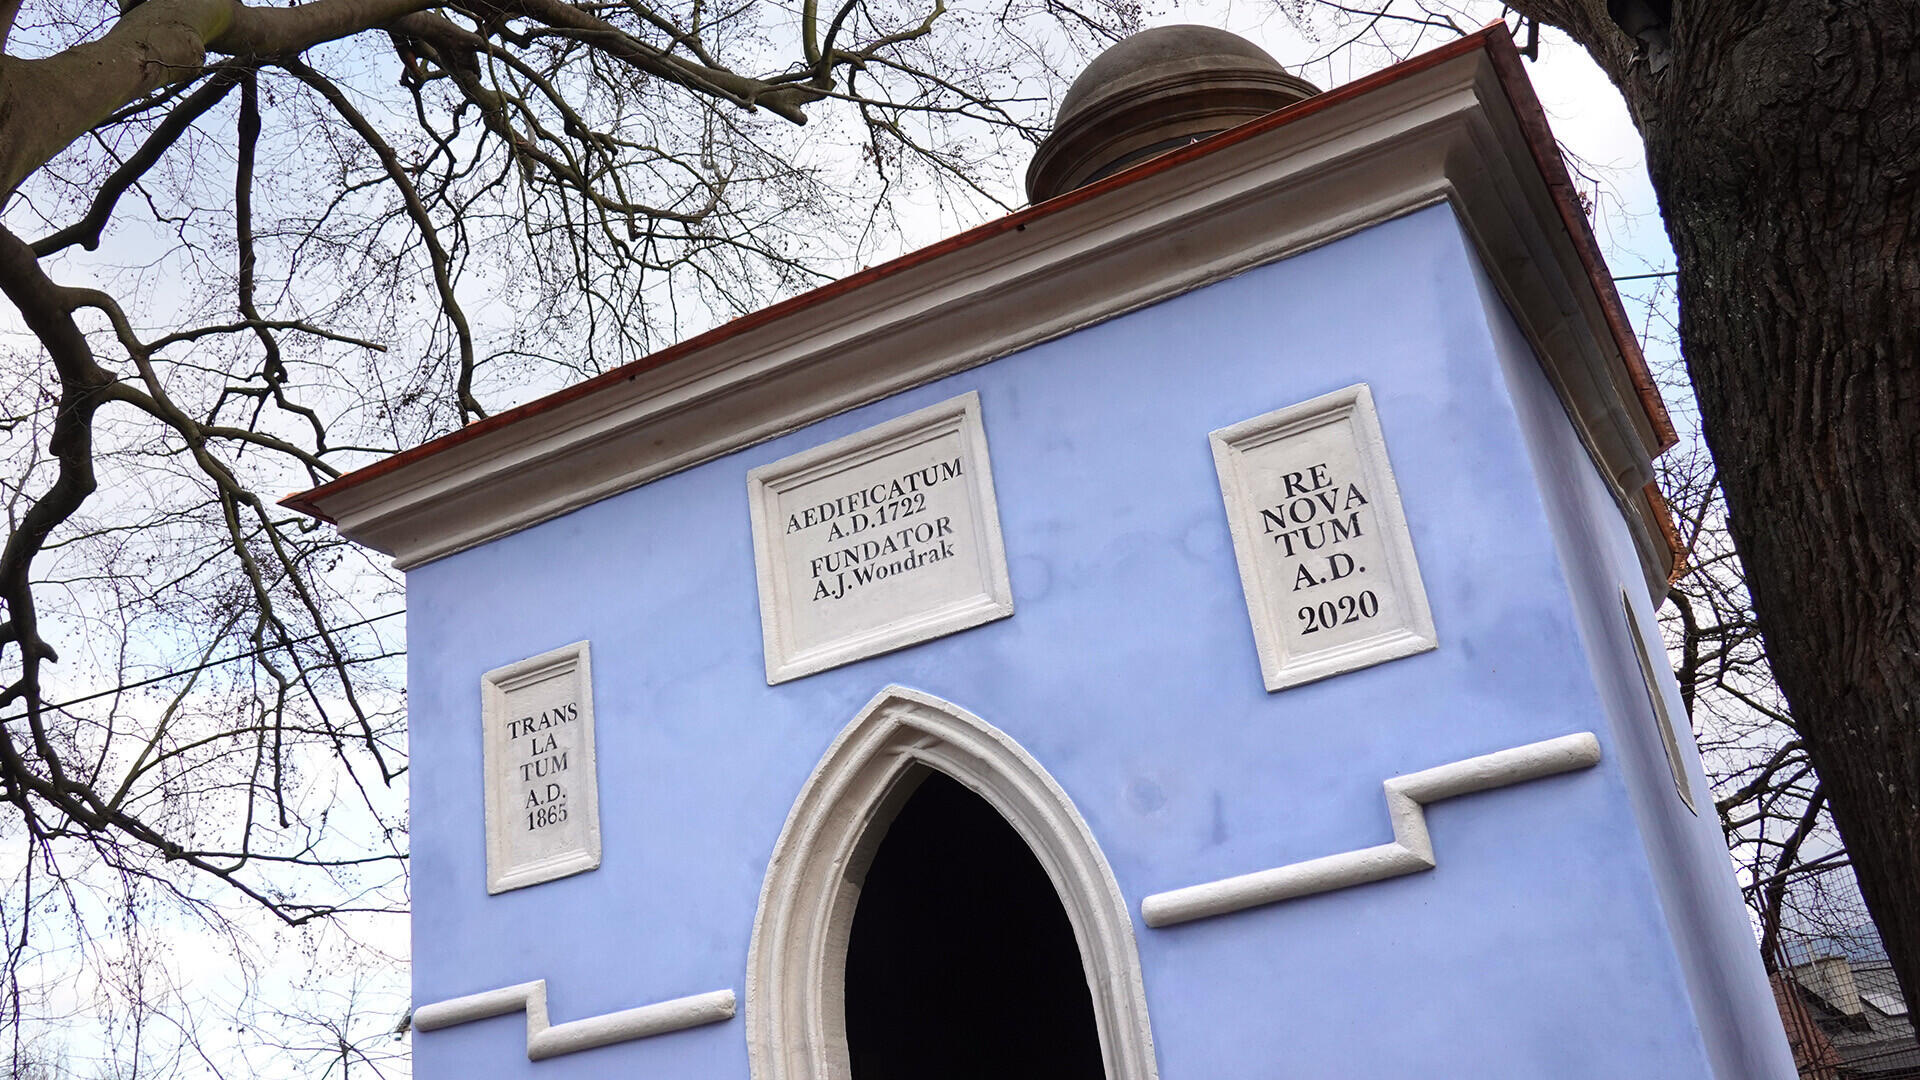 TRANS
LA
TUM
A.D.
1865
AEDIFICATUM
A.D.1722
FUNDATOR
A.J.Wondrak
RE
NOVA
TUM
A.D.
2020